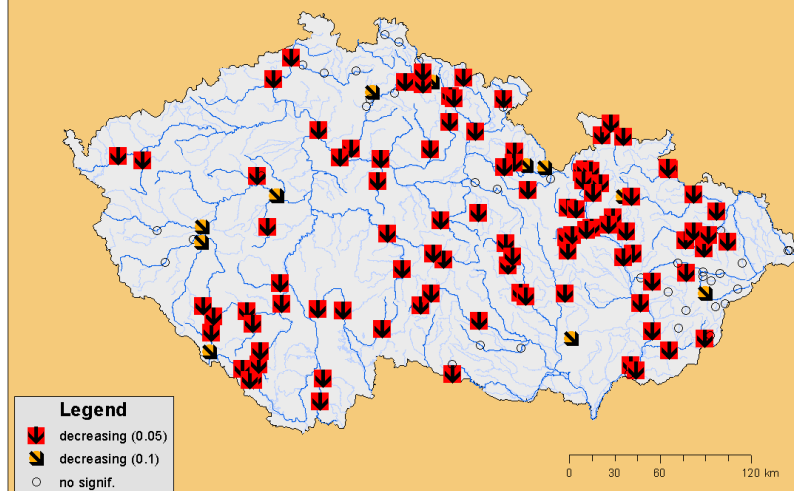 Legend
decreasing (0.05)
decreasing (0.1)
no signif.
0 30 60 120 km